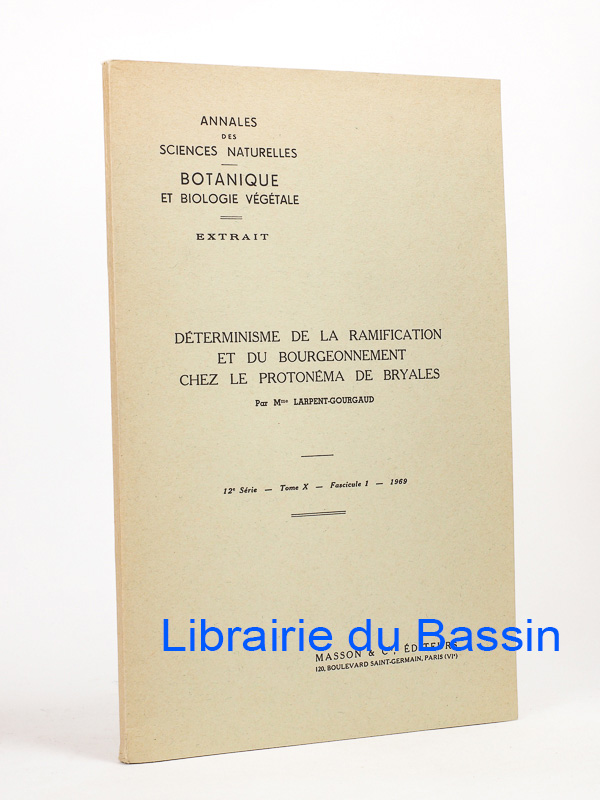 ANNALES
DES
SCIENCES NATURELLES
BOTANIQUE
ET BIOLOGIE VÉGÉTALE
EXTRAIT
DÉTERMINISME DE LA RAMIFICATION
ET DU BOURGEONNEMENT
CHEZ LE PROTONÉMA DE BRYALES
Par Mme LARPENT-GOURGAUD
12e Série — Tome X — Fascicule 1 — 1969
Librairie du Bassin
MASSON & Cie, ÉDITEURS
120, BOULEVARD SAINT-GERMAIN, PARIS (VIe)